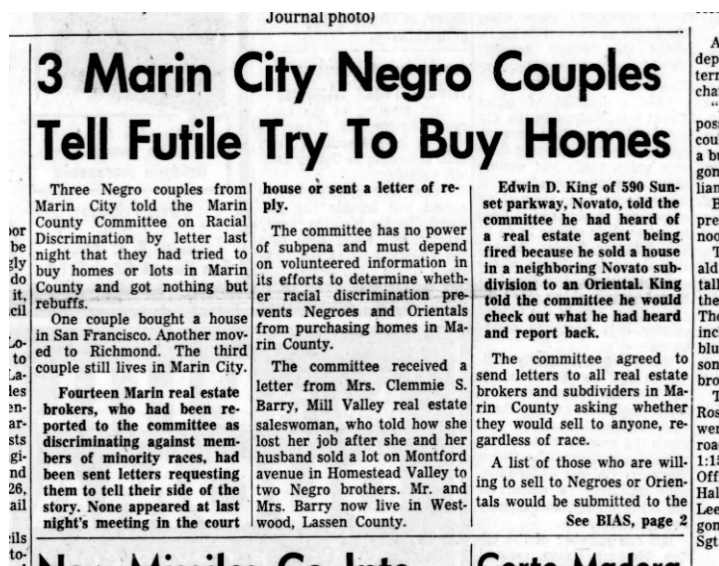 Journal photo)
3 Marin City Negro Couples
Tell Futile Try To Buy Homes
Three Negro couples from
Marin City told the Marin
County Committee on Racial
Discrimination by letter last
night that they had tried to
buy homes or lots in Marin
County and got nothing but
rebuffs.
One couple bought a house
in San Francisco. Another mov-
ed to Richmond. The third
couple still lives in Marin City.
Fourteen Marin real estate
brokers, who had been re-
ported to the committee as
discriminating against mem-
bers of minority races, had
been sent letters requesting
them to tell their side of the
story. None appeared at last
night's meeting in the court
house or sent a letter of re-
ply.
The committee has no power
of subpena and must depend
on volunteered information in
its efforts to determine wheth-
er racial discrimination pre-
vents Negroes and Orientals
from purchasing homes in Ma-
rin County.
The committee received a
letter from Mrs. Clemmie S.
Barry, Mill Valley real estate
saleswoman, who told how she
lost her job after she and her
husband sold a lot on Montford
avenue in Homestead Valley to
two Negro brothers. Mr. and
Mrs. Barry now live in West-
wood, Lassen County.
Edwin D. King of 590 Sun-
set parkway, Novato, told the
committee he had heard of
a real estate agent being
fired because he sold a house
in a neighboring Novato sub-
division to an Oriental. King
told the committee he would
check out what he had heard
and report back.
The committee agreed to
send letters to all real estate
brokers and subdividers in Ma-
rin County asking whether
they would sell to anyone, re-
gardless of race.
A list of those who are will-
ing to sell to Negroes or Orien-
tals would be submitted to the
See BIAS, page 2